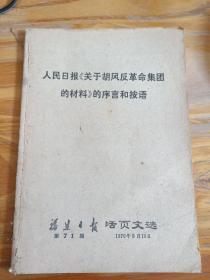 人民日报《关于胡风反革命集团
的材料》的序言和按语
福建日报 活页文选
第71期 1970年5月15日